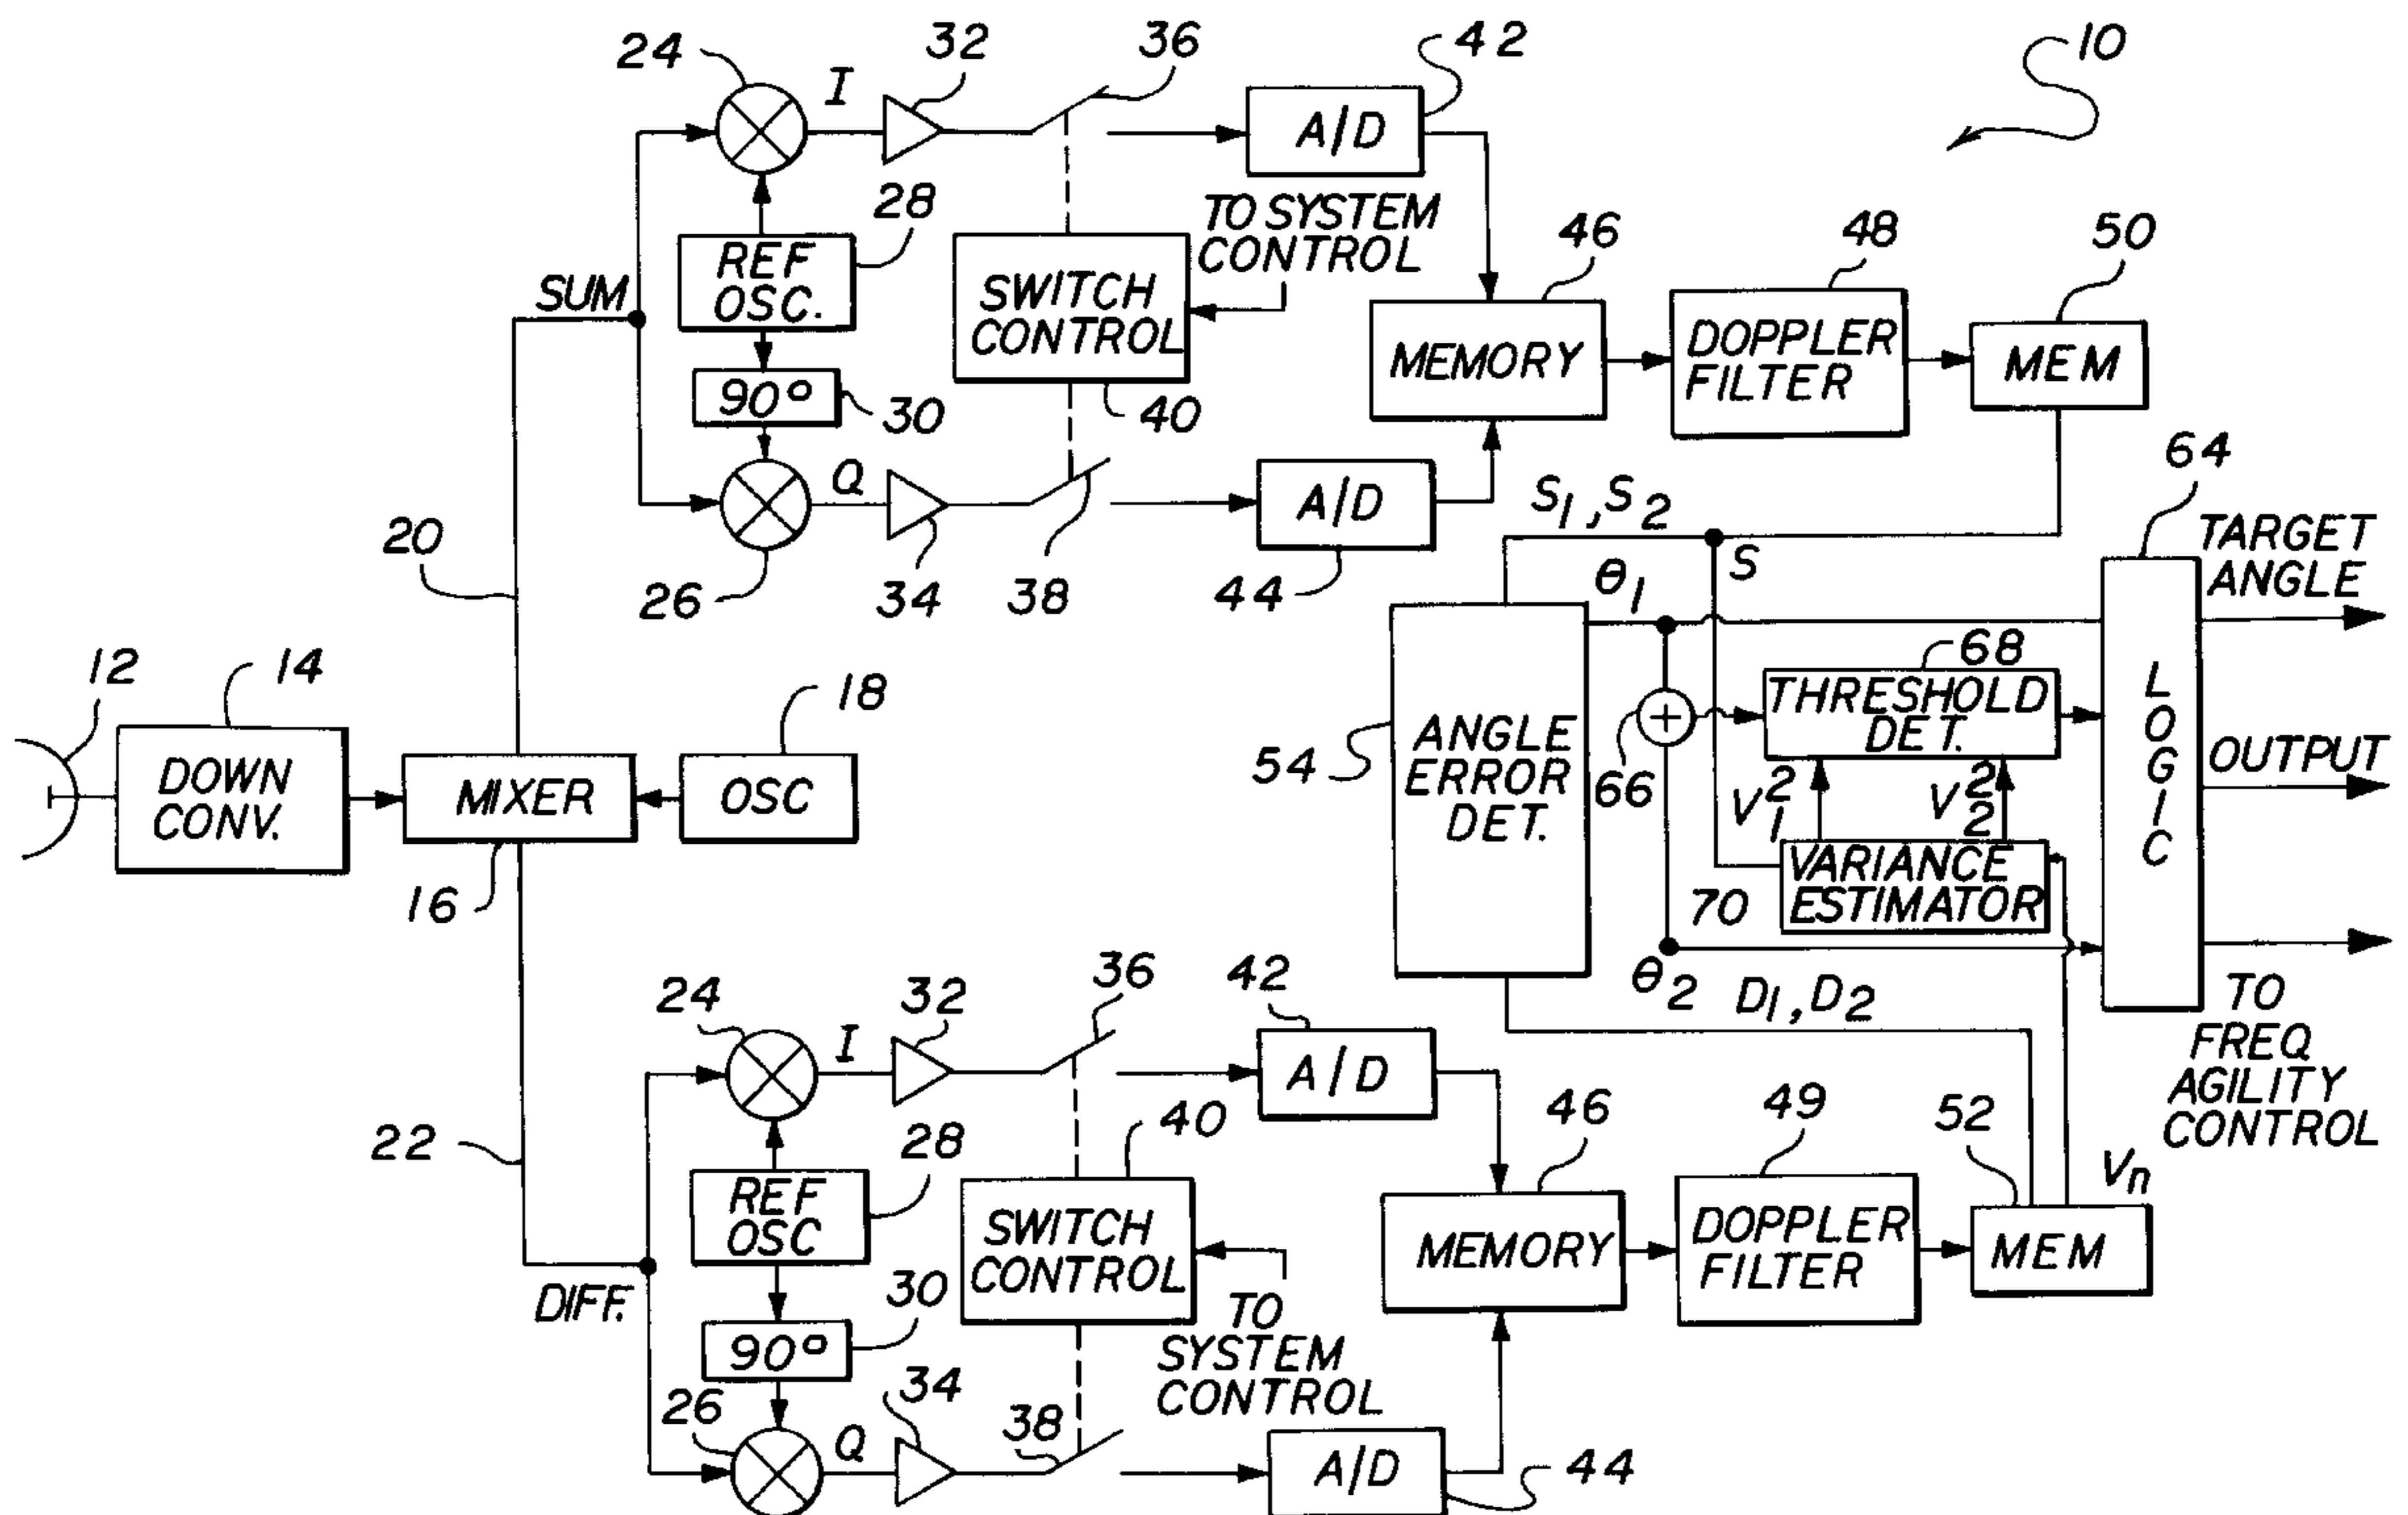 24
I
32
36
42
10
A/D
28
TO SYSTEM
CONTROL
46
48
50
REF
OSC.
SWITCH
CONTROL
SUM
MEMORY
DOPPLER
FILTER
MEM
90°
30
40
Q
A/D
64
20
26
34
38
44
S1, S2
S
TARGET
ANGLE
θ1
12
14
18
68
THRESHOLD
DET.
LOGIC
DOWN
CONV.
MIXER
OSC
54
ANGLE
ERROR
DET.
66
V1²
V2²
OUTPUT
16
VARIANCE
ESTIMATOR
70
θ2
D1, D2
24
I
32
36
42
A/D
TO
FREQ
AGILITY
CONTROL
22
28
40
46
49
52
Vn
REF
OSC
SWITCH
CONTROL
MEMORY
DOPPLER
FILTER
MEM
DIFF.
90°
30
TO
SYSTEM
CONTROL
26
Q
34
38
A/D
44